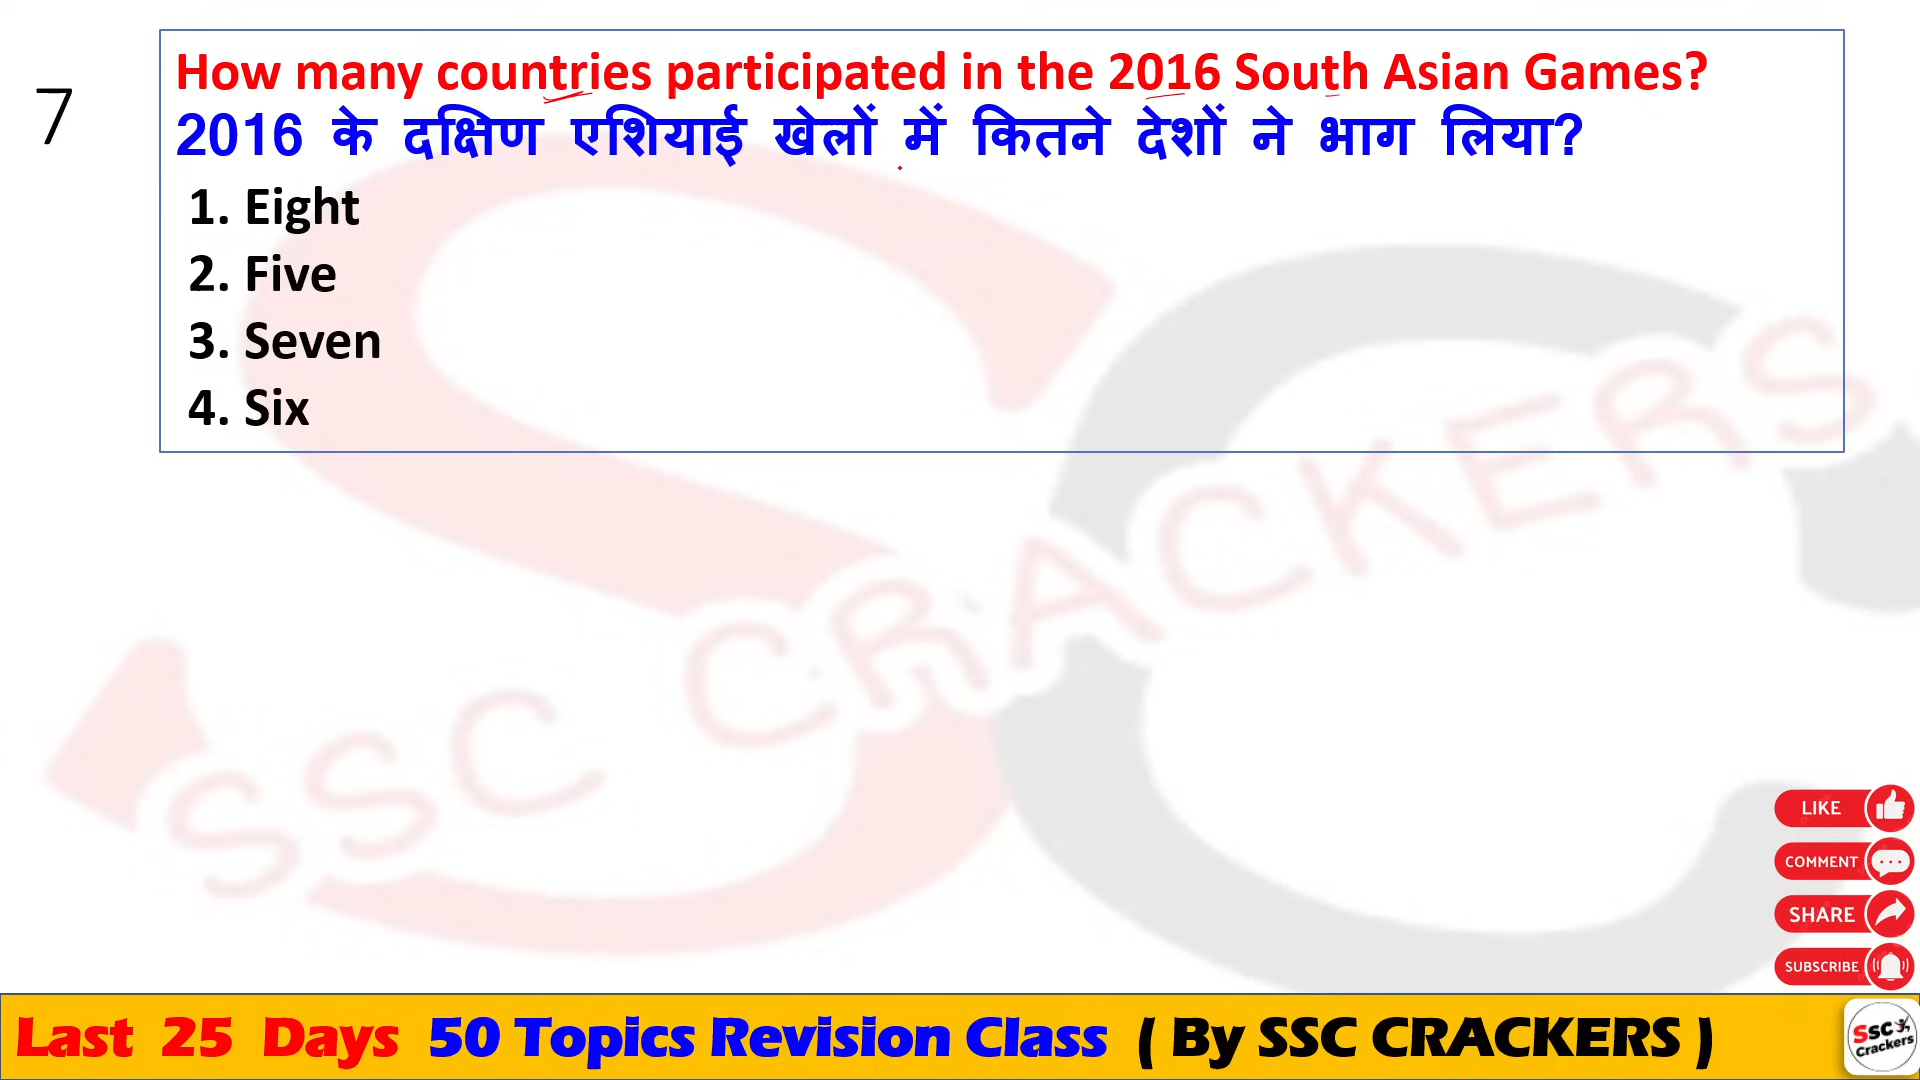 7
How many countries participated in the 2016 South Asian Games?
2016 के दक्षिण एशियाई खेलों में कितने देशों ने भाग लिया?
1. Eight
2. Five
3. Seven
4. Six
SSC CRACKERS
LIKE
COMMENT
SHARE
SUBSCRIBE
Last 25 Days 50 Topics Revision Class ( By SSC CRACKERS )
SSC
Crackers